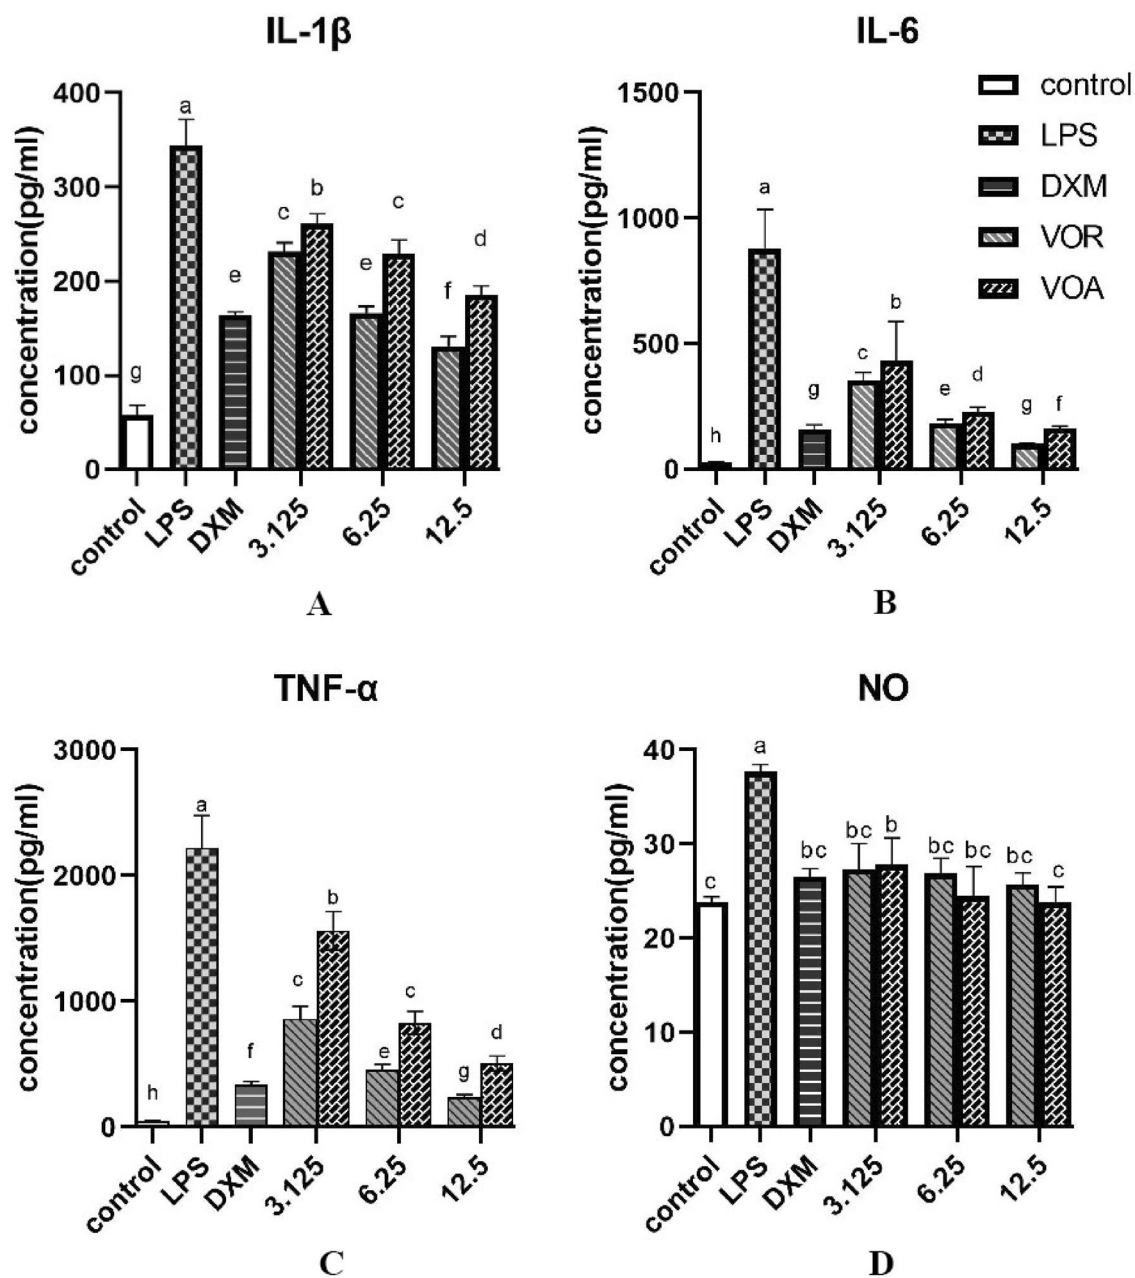 IL-1β
concentration(pg/ml)
400
300
200
100
0
g
a
e
c
b
e
c
f
d
control
LPS
DXM
3.125
6.25
12.5
A
IL-6
concentration(pg/ml)
1500
1000
500
0
h
a
g
c
b
e
d
g
f
control
LPS
DXM
3.125
6.25
12.5
B
control
LPS
DXM
VOR
VOA
TNF-α
concentration(pg/ml)
3000
2000
1000
0
h
a
f
c
b
e
c
g
d
control
LPS
DXM
3.125
6.25
12.5
C
NO
concentration(pg/ml)
40
30
20
10
0
c
a
bc
bc
b
bc
bc
bc
c
control
LPS
DXM
3.125
6.25
12.5
D